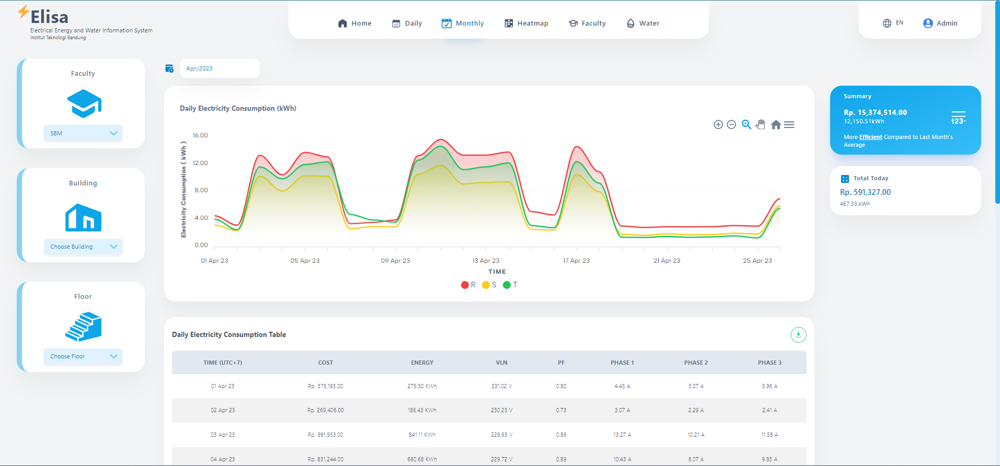 Elisa
Electrical Energy and Water Information System
Institut Teknologi Bandung
Home
Daily
Monthly
Heatmap
Faculty
Water
EN
Admin
Faculty
SBM
Building
Choose Building
Floor
Choose Floor
Apr/2023
Daily Electricity Consumption (kWh)
Electricity Consumption ( kWh )
16.00
12.00
8.00
4.00
0.00
01 Apr 23
05 Apr 23
09 Apr 23
13 Apr 23
17 Apr 23
21 Apr 23
25 Apr 23
TIME
R S T
Summary
Rp. 15,374,514.00
12,150.51kWh
123
More Efficient Compared to Last Month's
Average
Total Today
Rp. 591,327.00
467.33 kWh
Daily Electricity Consumption Table
TIME (UTC+7) COST ENERGY VLN PF PHASE 1 PHASE 2 PHASE 3
01 Apr 23 Rp. 375,195.00 275.50 KWh 231.02 V 0.80 4.45 A 3.07 A 3.96 A
02 Apr 23 Rp. 269,406.00 186.43 KWh 230.23 V 0.73 3.07 A 2.29 A 2.41 A
03 Apr 23 Rp. 991,953.00 841.11 KWh 229.93 V 0.89 13.27 A 10.21 A 11.58 A
04 Apr 23 Rp. 831,244.00 680.68 KWh 229.72 V 0.89 10.43 A 8.07 A 9.85 A